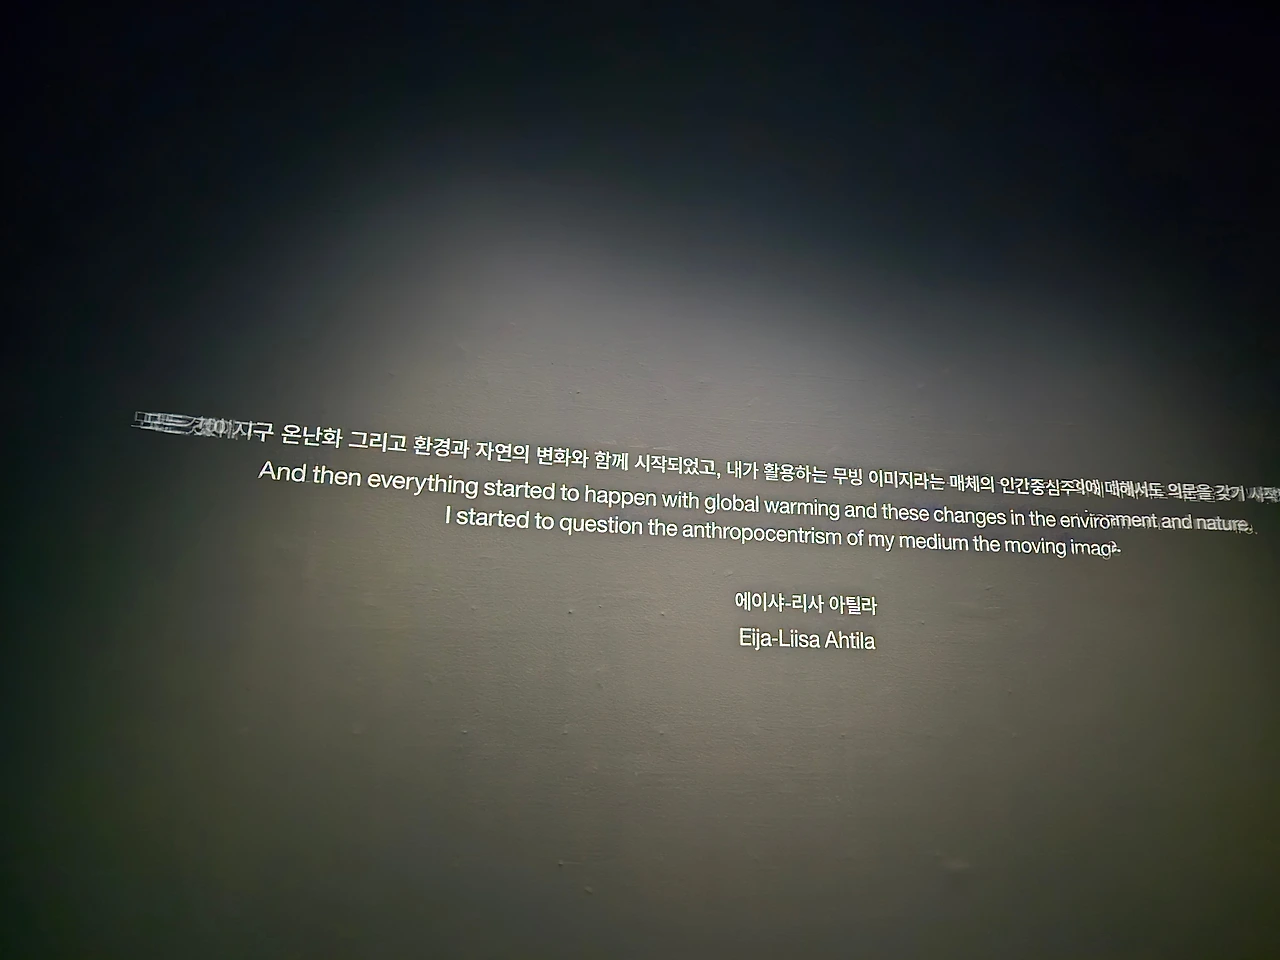 지구 온난화 그리고 환경과 자연의 변화와 함께 시작되었고, 내가 활용하는 무빙 이미지라는 매체의 인간중심주의에 대해서도 의문을 갖기
And then everything started to happen with global warming and these changes in the environment and nature.
I started to question the anthropocentrism of my medium the moving image.
에이샤-리사 아틸라
Eija-Liisa Ahtila